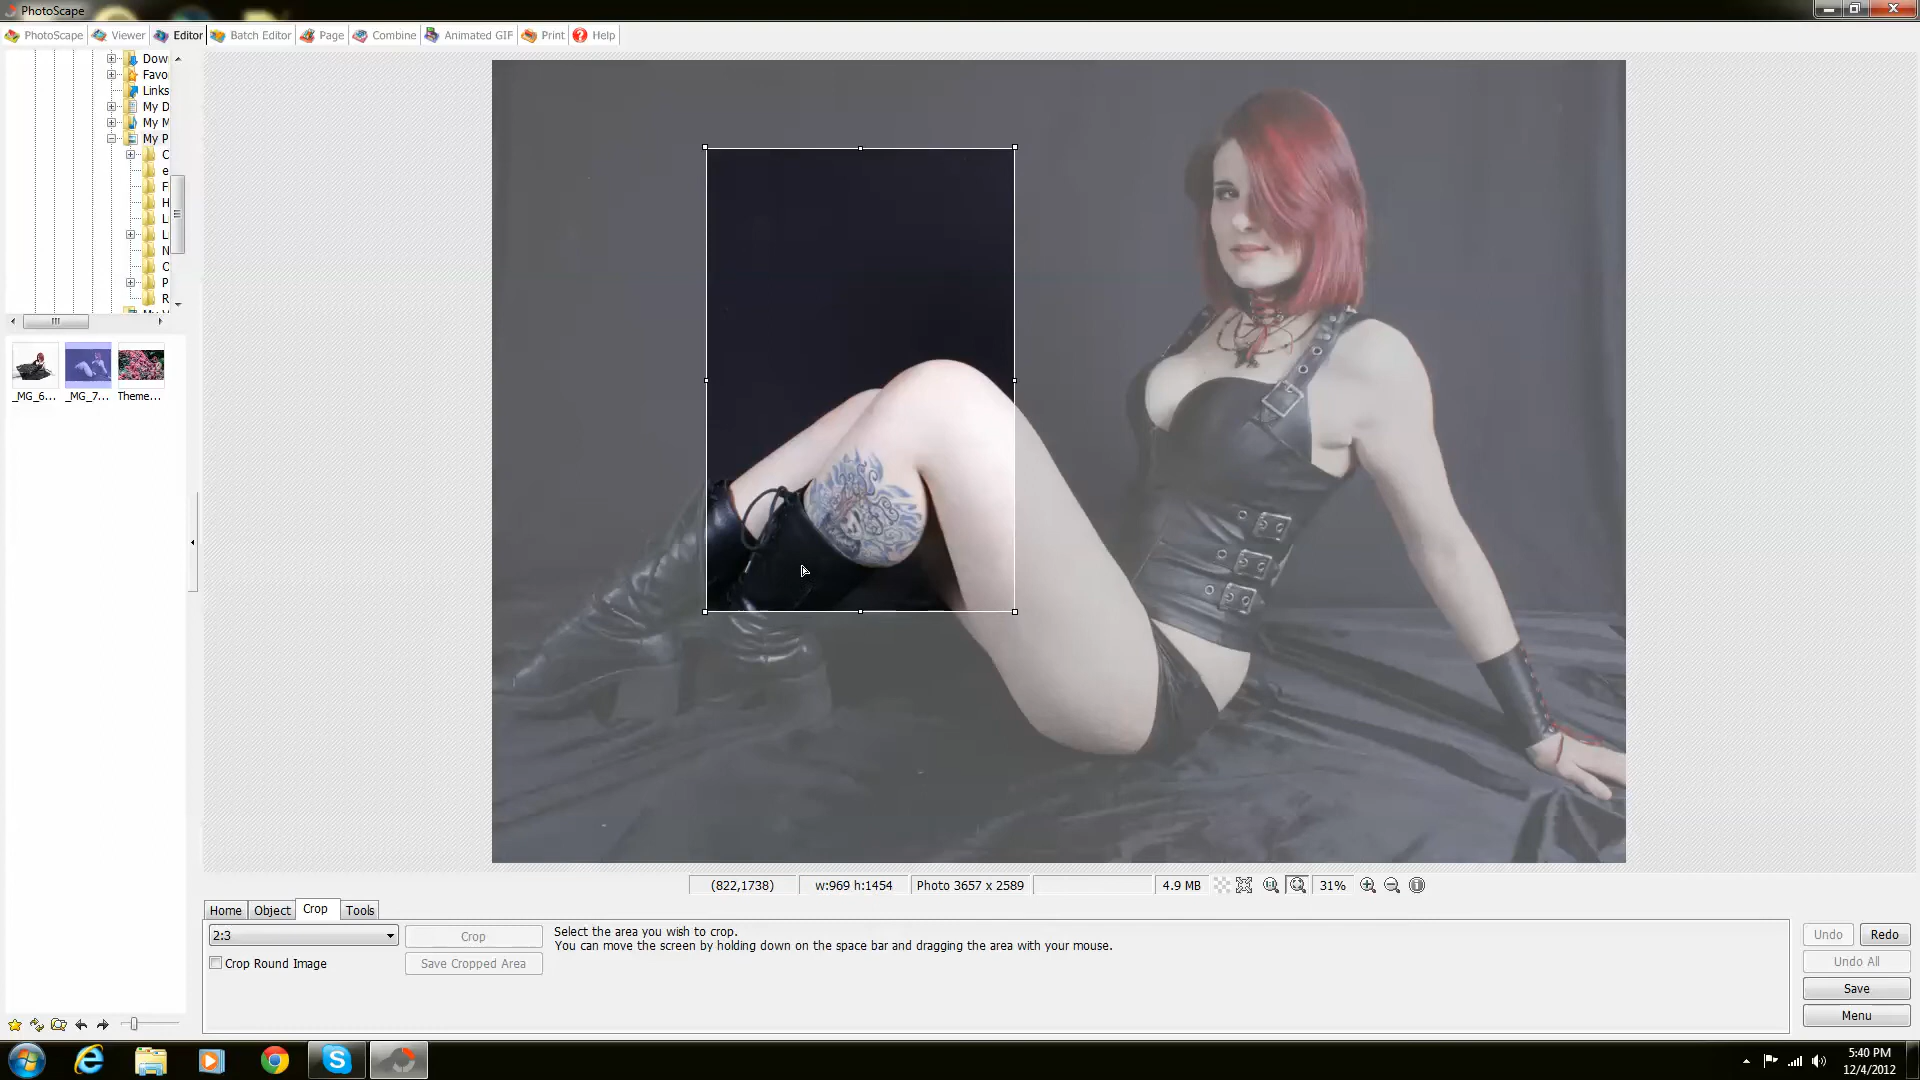 PhotoScape
PhotoScape Viewer Editor Batch Editor Page Combine Animated GIF Print Help
Dow
Favo
Links
My D
My M
My P
C
e
F
H
L
L
N
O
P
R
_MG_6... _MG_7... Theme...
(822,1738) w:969 h:1454 Photo 3657 x 2589 4.9 MB 31%
Home Object Crop Tools
2:3 Crop
Crop Round Image Save Cropped Area
Select the area you wish to crop.
You can move the screen by holding down on the space bar and dragging the area with your mouse.
Undo Redo
Undo All
Save
Menu
5:40 PM
12/4/2012